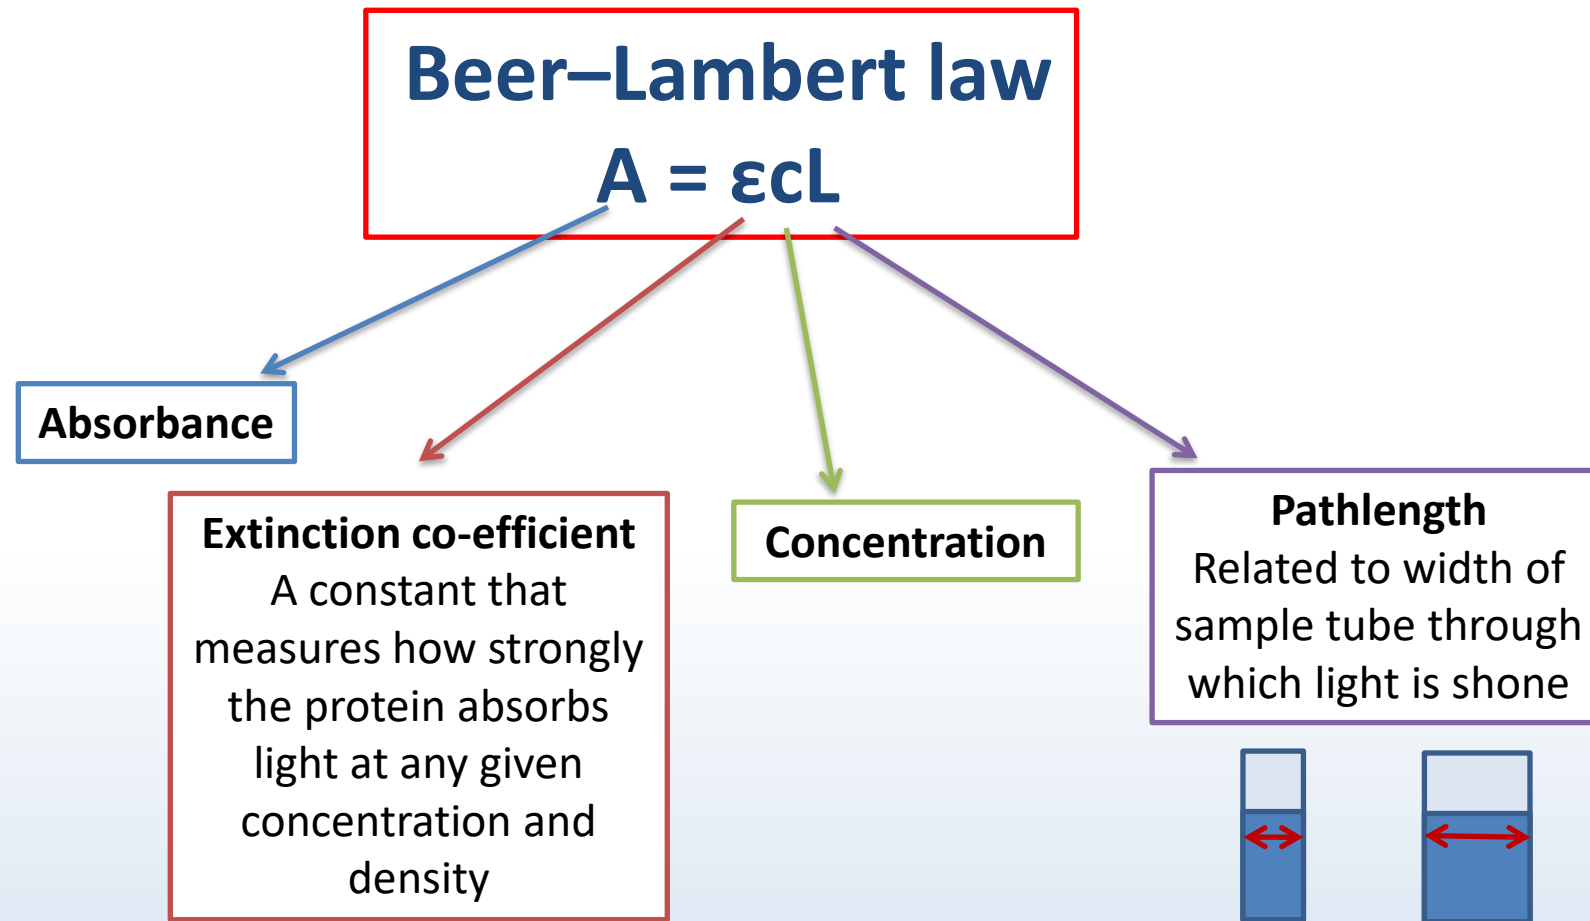 Beer–Lambert law
A = εcL
Absorbance
Extinction co-efficient
A constant that
measures how strongly
the protein absorbs
light at any given
concentration and
density
Concentration
Pathlength
Related to width of
sample tube through
which light is shone